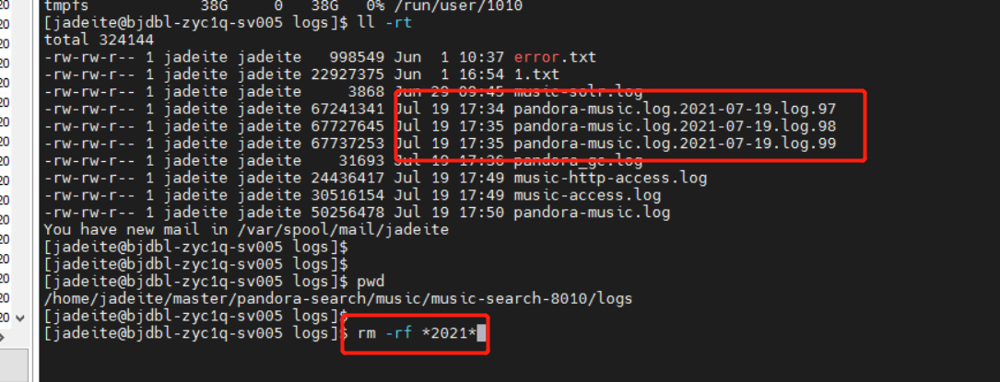 tmpfs 38G 0 38G 0% /run/user/1010
[jadeite@bjdbl-zyc1q-sv005 logs]$ ll -rt
total 324144
-rw-rw-r-- 1 jadeite jadeite 998549 Jun 1 10:37 error.txt
-rw-rw-r-- 1 jadeite jadeite 22927375 Jun 1 16:54 1.txt
-rw-rw-r-- 1 jadeite jadeite 3868 Jun 29 09:45 music-solr.log
-rw-rw-r-- 1 jadeite jadeite 67241341 Jul 19 17:34 pandora-music.log.2021-07-19.log.97
-rw-rw-r-- 1 jadeite jadeite 67727645 Jul 19 17:35 pandora-music.log.2021-07-19.log.98
-rw-rw-r-- 1 jadeite jadeite 67737253 Jul 19 17:35 pandora-music.log.2021-07-19.log.99
-rw-rw-r-- 1 jadeite jadeite 31693 Jul 19 17:36 pandora_gc.log
-rw-rw-r-- 1 jadeite jadeite 24436417 Jul 19 17:49 music-http-access.log
-rw-rw-r-- 1 jadeite jadeite 30516154 Jul 19 17:49 music-access.log
-rw-rw-r-- 1 jadeite jadeite 50256478 Jul 19 17:50 pandora-music.log
You have new mail in /var/spool/mail/jadeite
[jadeite@bjdbl-zyc1q-sv005 logs]$
[jadeite@bjdbl-zyc1q-sv005 logs]$
[jadeite@bjdbl-zyc1q-sv005 logs]$ pwd
/home/jadeite/master/pandora-search/music/music-search-8010/logs
[jadeite@bjdbl-zyc1q-sv005 logs]$
[jadeite@bjdbl-zyc1q-sv005 logs]$ rm -rf *2021*